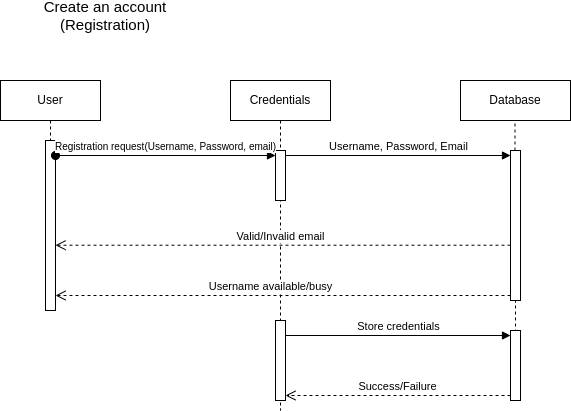 Create an account
(Registration)
User
Credentials
Database
Registration request(Username, Password, email)
Username, Password, Email
Valid/Invalid email
Username available/busy
Store credentials
Success/Failure